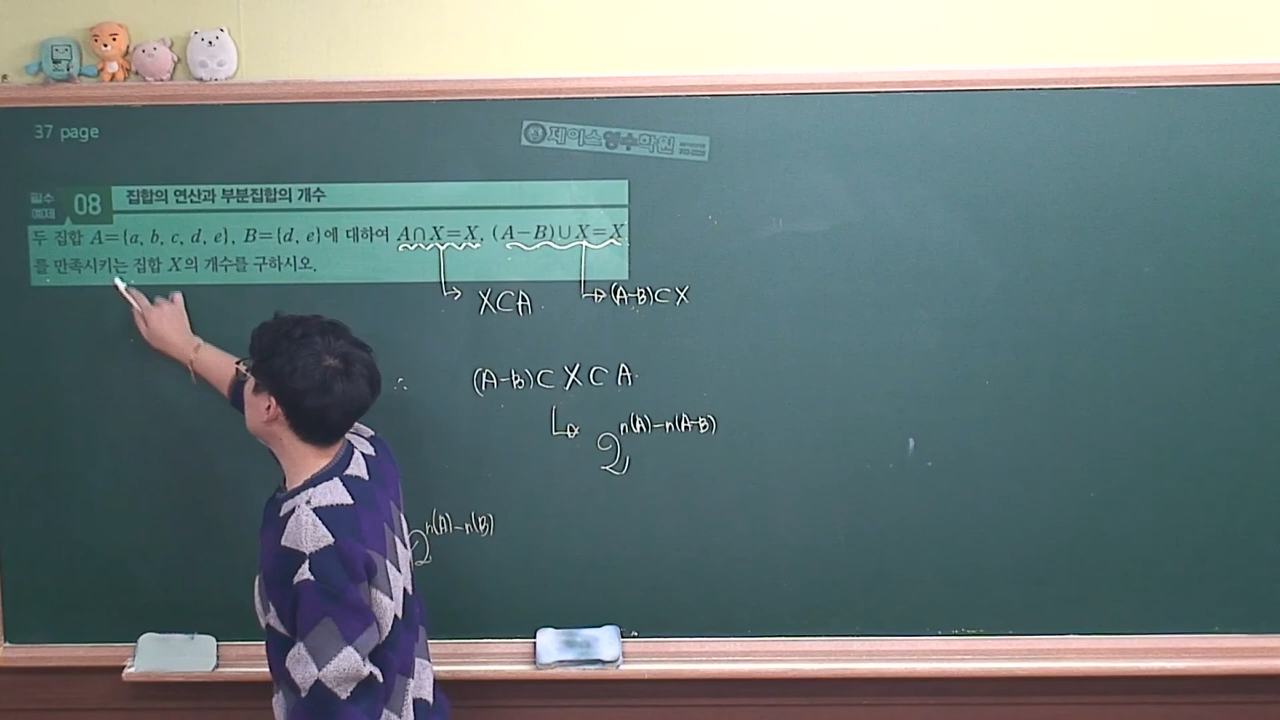 37 page
제이스영수학원
필수 예제 08 집합의 연산과 부분집합의 개수
두 집합 A={a, b, c, d, e}, B={d, e}에 대하여 A∩X=X, (A−B)∪X=X
를 만족시키는 집합 X의 개수를 구하시오.
X⊂A
(A-B)⊂X
∴ (A-B)⊂X⊂A
2^{n(A)-n(A-B)}
2^{n(A)-n(B)}